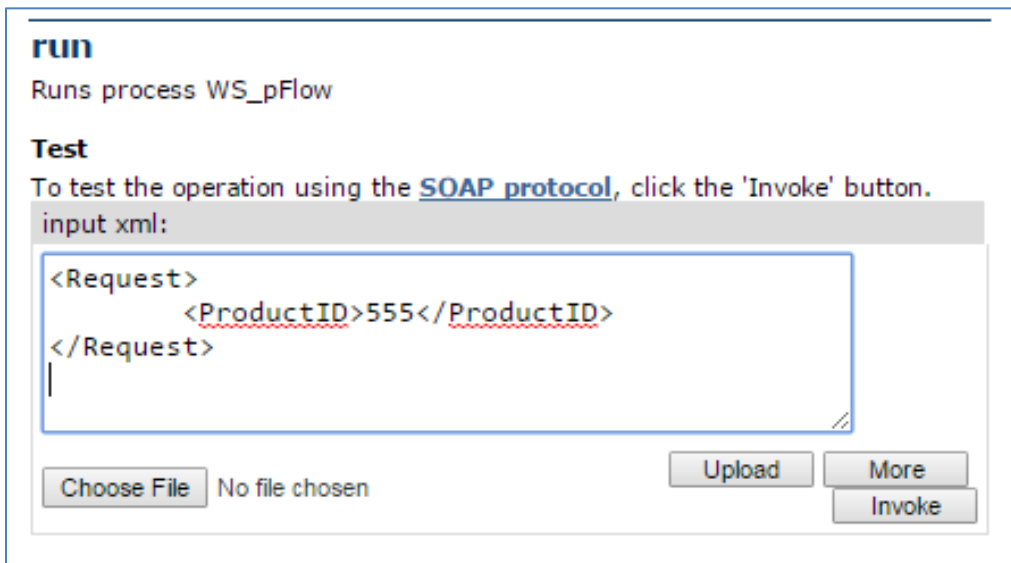 run
Runs process WS_pFlow
Test
To test the operation using the SOAP protocol, click the 'Invoke' button.
input xml:
<Request>
<ProductID>555</ProductID>
</Request>
Choose File No file chosen Upload More
Invoke